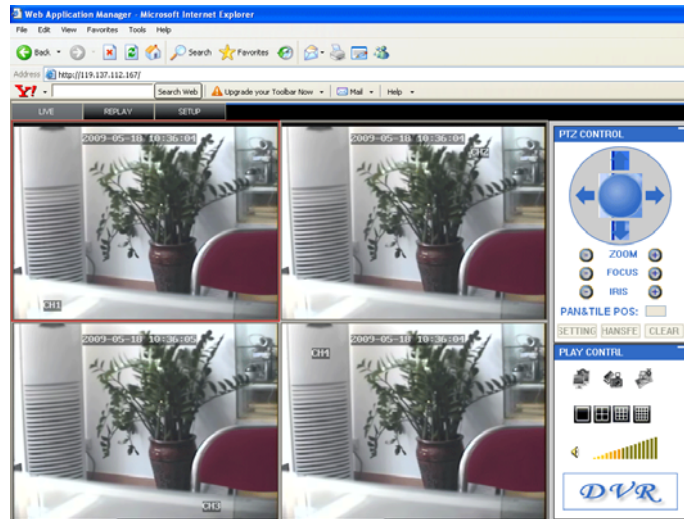 Web Application Manager - Microsoft Internet Explorer
File Edit View Favorites Tools Help
Back Search Favorites
Address http://119.137.112.167/
Y! Search Web Upgrade your Toolbar Now Mail Help
LIVE REPLAY SETUP
2009-05-18 10:36:04
CH1
2009-05-18 10:36:04
CH2
PTZ CONTROL
ZOOM
FOCUS
IRIS
PAN&TILE POS:
SETTING HANSFE CLEAR
2009-05-18 10:36:05
CH3
2009-05-18 10:36:04
CH4
PLAY CONTRL
DVR